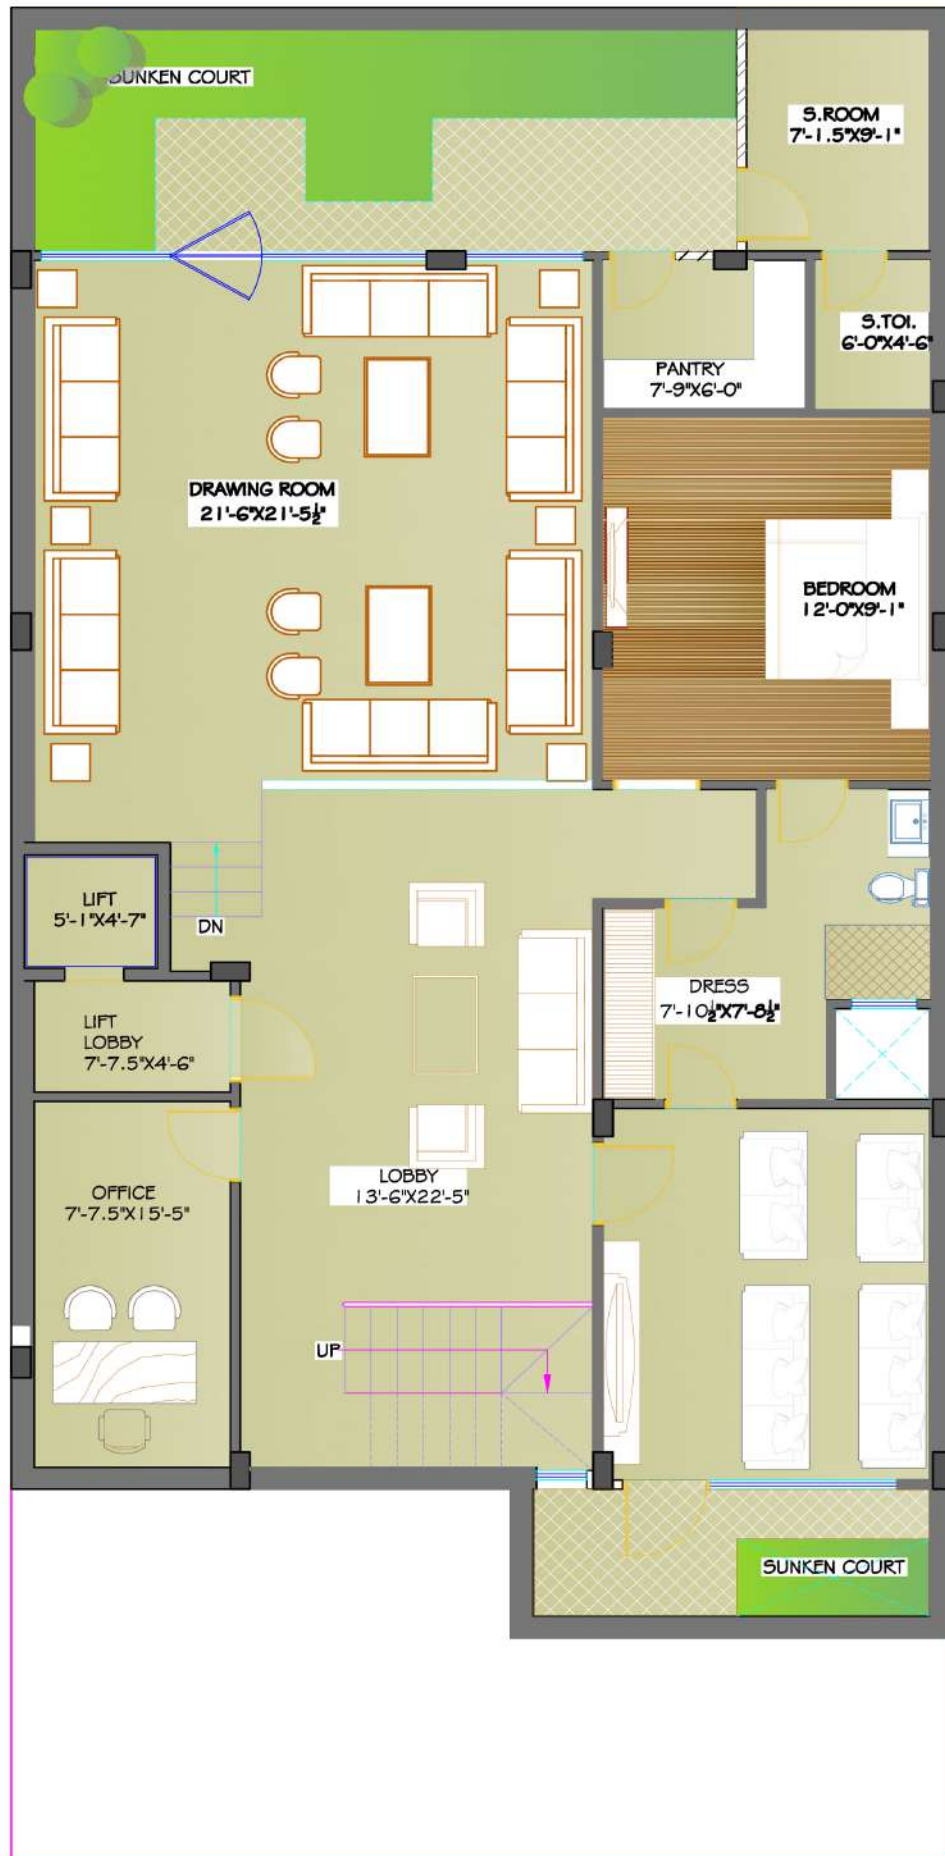 SUNKEN COURT
S.ROOM
7'-1.5"X9'-1"
S.TOI.
6'-0"X4'-6"
PANTRY
7'-9"X6'-0"
DRAWING ROOM
21'-6"X21'-5½"
BEDROOM
12'-0"X9'-1"
LIFT
5'-1"X4'-7"
DN
DRESS
7'-10½"X7'-8½"
LIFT
LOBBY
7'-7.5"X4'-6"
LOBBY
13'-6"X22'-5"
OFFICE
7'-7.5"X15'-5"
UP
SUNKEN COURT